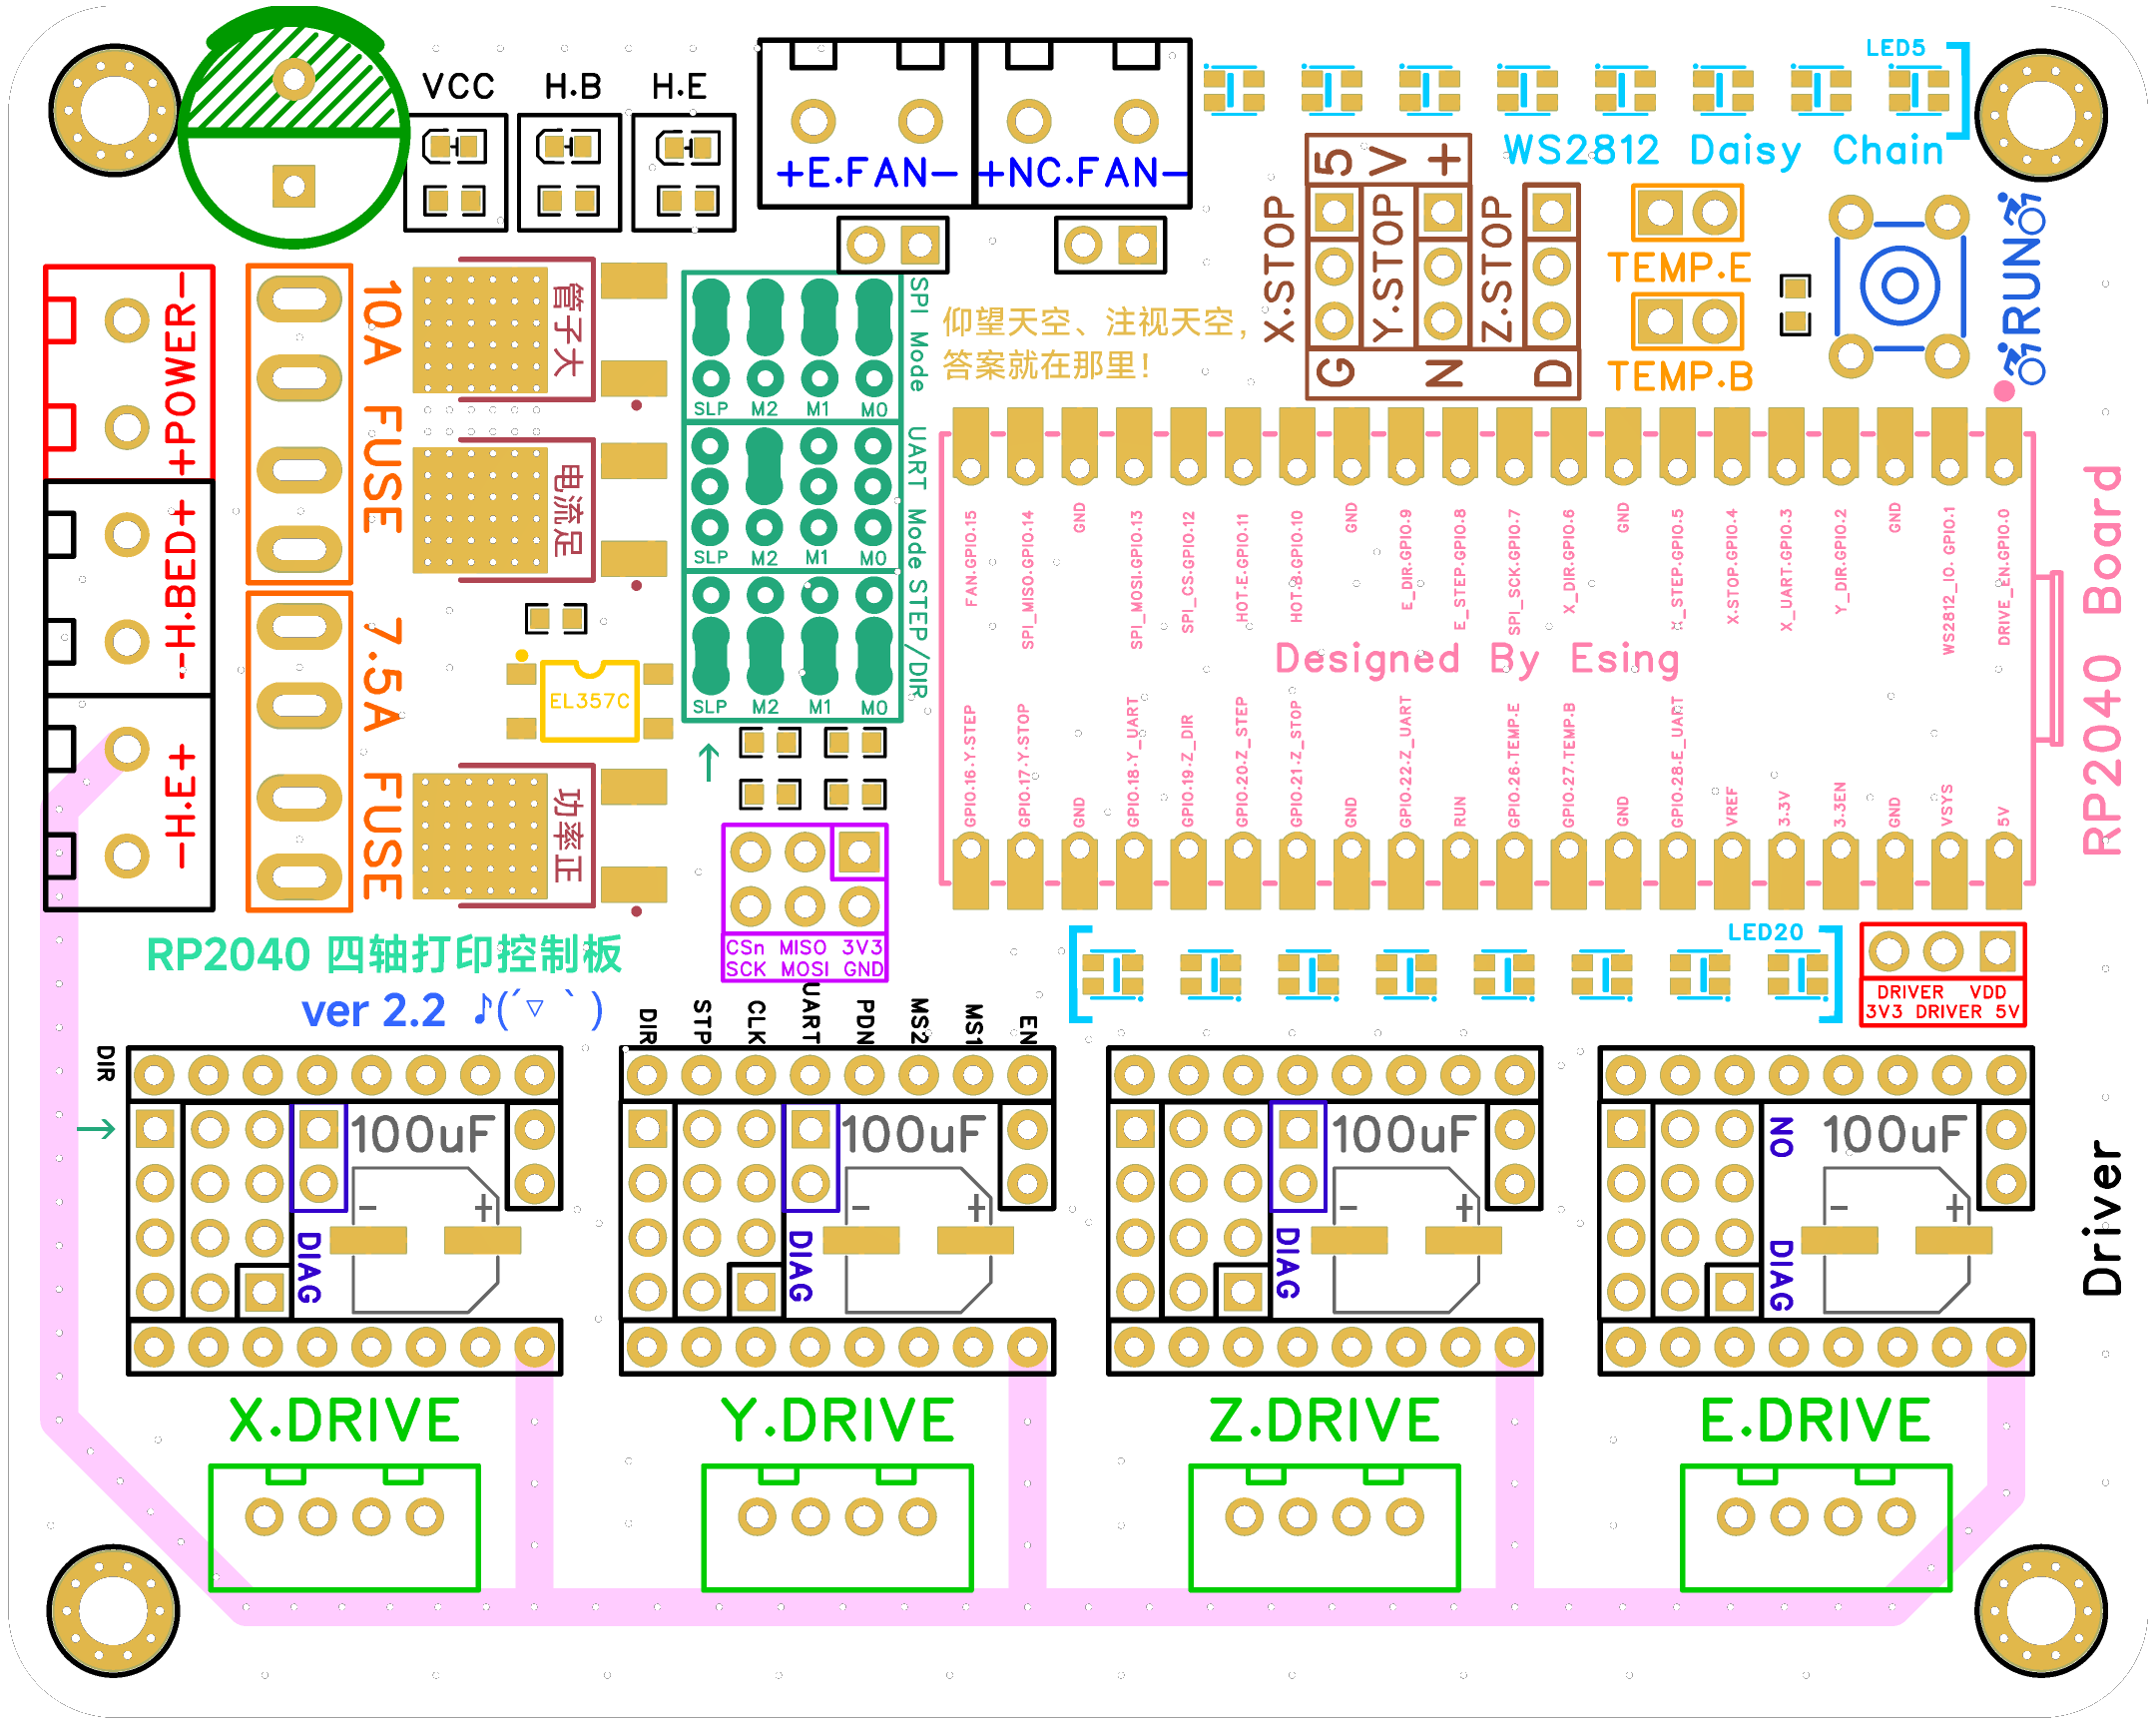 VCC
H.B
H.E
+E.FAN-
+NC.FAN-
LED5
WS2812 Daisy Chain
5V+
X.STOP
Y.STOP
Z.STOP
GND
TEMP.E
TEMP.B
RUN
+POWER-
--H.BED+
-H.E+
10A FUSE
7.5A FUSE
管子大
电流足
功率正
EL357C
SPI Mode
SLP M2 M1 M0
UART Mode
SLP M2 M1 M0
STEP/DIR
SLP M2 M1 M0
仰望天空、注视天空,
答案就在那里!
FAN.GPIO.15
SPI_MISO.GPIO.14
GND
SPI_MOSI.GPIO.13
SPI_CS.GPIO.12
HOT-E.GPIO.11
HOT-B.GPIO.10
GND
E_DIR.GPIO.9
E_STEP.GPIO.8
SPI_SCK.GPIO.7
X_DIR.GPIO.6
GND
X_STEP.GPIO.5
X.STOP.GPIO.4
X_UART.GPIO.3
Y_DIR.GPIO.2
GND
WS2812_IO. GPIO.1
DRIVE_EN.GPIO.0
Designed By Esing
GPIO.16-Y.STEP
GPIO.17-Y.STOP
GND
GPIO.18-Y_UART
GPIO.19-Z_DIR
GPIO.20-Z_STEP
GPIO.21-Z_STOP
GND
GPIO.22-Z_UART
RUN
GPIO.26-TEMP.E
GPIO.27-TEMP.B
GND
GPIO.28-E_UART
VREF
3.3V
3.3EN
GND
VSYS
5V
RP2040 Board
CSn MISO 3V3
SCK MOSI GND
LED20
DRIVER VDD
3V3 DRIVER 5V
RP2040 四轴打印控制板
ver 2.2 ♪(´▽｀)
DIR
DIR
STP
CLK
UART
PDN
MS2
MS1
EN
100uF
- +
DIAG
100uF
- +
DIAG
100uF
- +
DIAG
NO
100uF
- +
DIAG
Driver
X.DRIVE
Y.DRIVE
Z.DRIVE
E.DRIVE